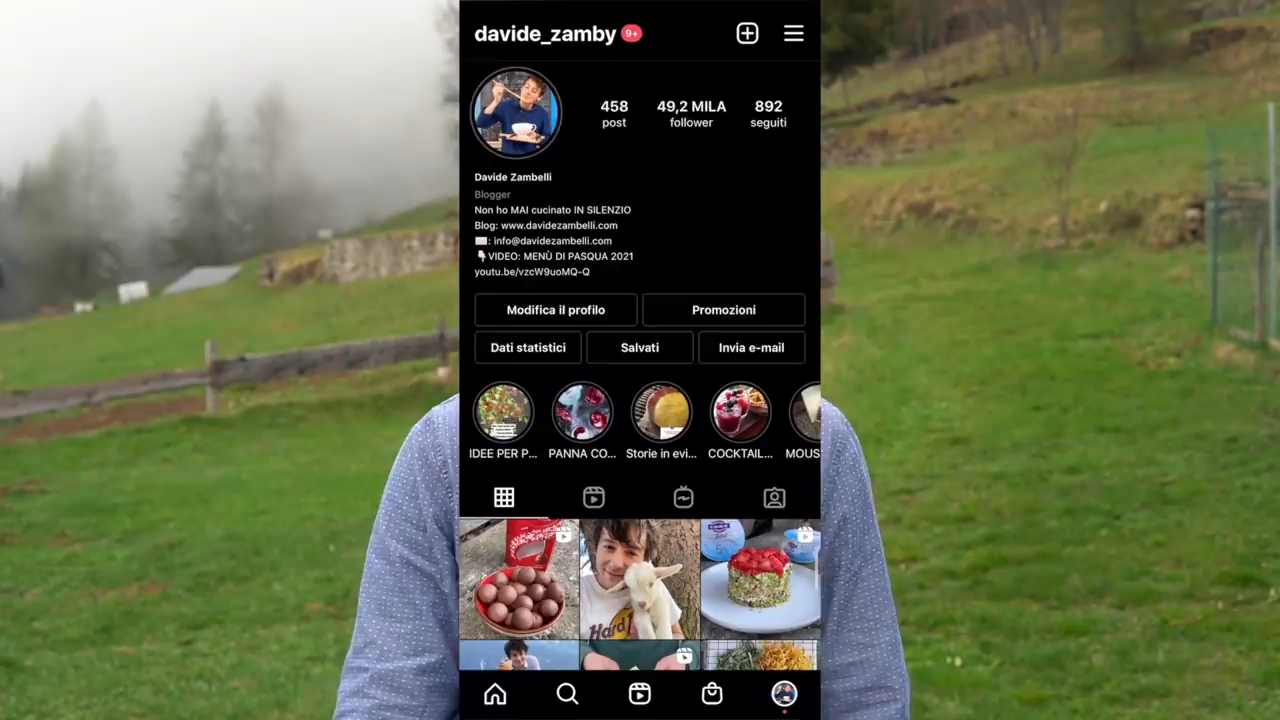 davide_zamby 9+
458
post
49,2 MILA
follower
892
seguiti
Davide Zambelli
Blogger
Non ho MAI cucinato IN SILENZIO
Blog: www.davidezambelli.com
: info@davidezambelli.com
VIDEO: MENÙ DI PASQUA 2021
youtu.be/vzcW9uoMQ-Q
Modifica il profilo
Promozioni
Dati statistici
Salvati
Invia e-mail
IDEE PER P...
PANNA CO...
Storie in evi...
COCKTAIL...
MOUS
Hard